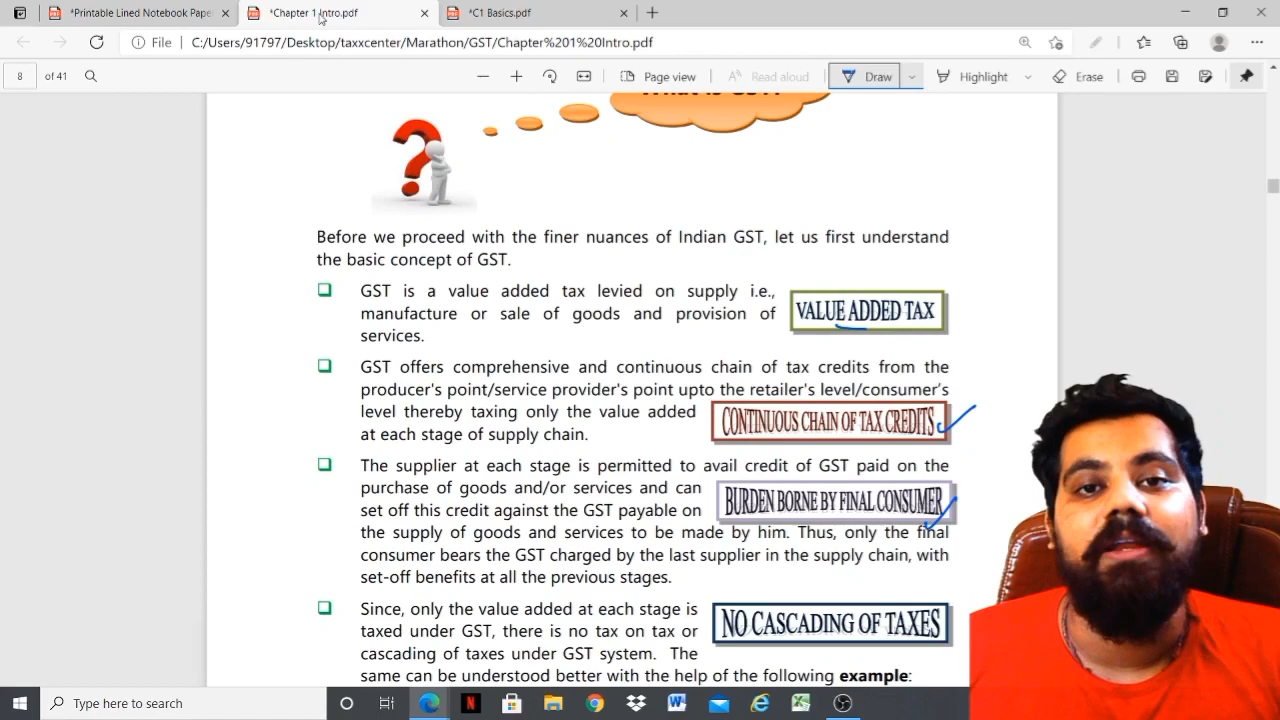 *Printable Lined Notebook Pape
*Chapter 1 Intro.pdf
*C1 Basics.pdf
File
C:/Users/91797/Desktop/taxxcenter/Marathon/GST/Chapter%201%20Intro.pdf
8 of 41
Page view
Read aloud
Draw
Highlight
Erase
Before we proceed with the finer nuances of Indian GST, let us first understand
the basic concept of GST.
GST is a value added tax levied on supply i.e.,
manufacture or sale of goods and provision of
services.
VALUE ADDED TAX
GST offers comprehensive and continuous chain of tax credits from the
producer's point/service provider's point upto the retailer's level/consumer's
level thereby taxing only the value added
at each stage of supply chain.
CONTINUOUS CHAIN OF TAX CREDITS
The supplier at each stage is permitted to avail credit of GST paid on the
purchase of goods and/or services and can
set off this credit against the GST payable on
BURDEN BORNE BY FINAL CONSUMER
the supply of goods and services to be made by him. Thus, only the final
consumer bears the GST charged by the last supplier in the supply chain, with
set-off benefits at all the previous stages.
Since, only the value added at each stage is
taxed under GST, there is no tax on tax or
cascading of taxes under GST system. The
NO CASCADING OF TAXES
same can be understood better with the help of the following example:
Type here to search